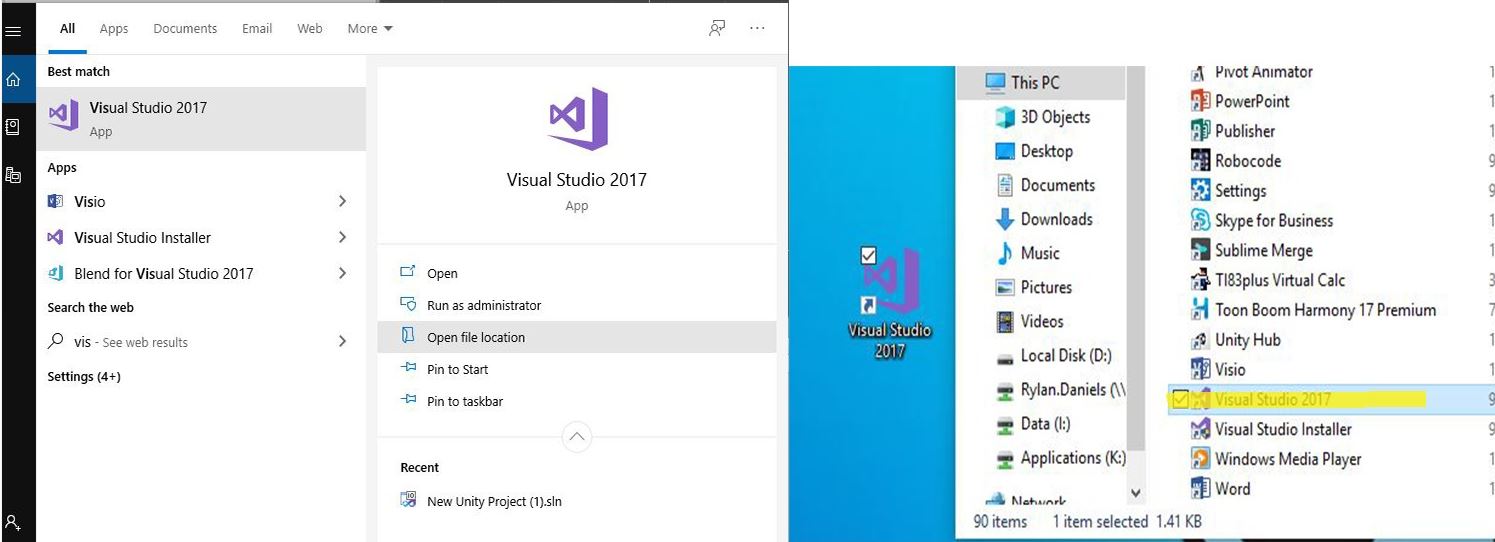 All Apps Documents Email Web More
Best match
Visual Studio 2017
App
Apps
Visio
Visual Studio Installer
Blend for Visual Studio 2017
Search the web
vis - See web results
Settings (4+)
Visual Studio 2017
App
Open
Run as administrator
Open file location
Pin to Start
Pin to taskbar
Recent
New Unity Project (1).sln
Visual Studio
2017
This PC
3D Objects
Desktop
Documents
Downloads
Music
Pictures
Videos
Local Disk (D:)
Rylan.Daniels (\\
Data (I:)
Applications (K:)
Network
Pivot Animator
PowerPoint
Publisher
Robocode
Settings
Skype for Business
Sublime Merge
TI83plus Virtual Calc
Toon Boom Harmony 17 Premium
Unity Hub
Visio
Visual Studio 2017
Visual Studio Installer
Windows Media Player
Word
90 items 1 item selected 1.41 KB